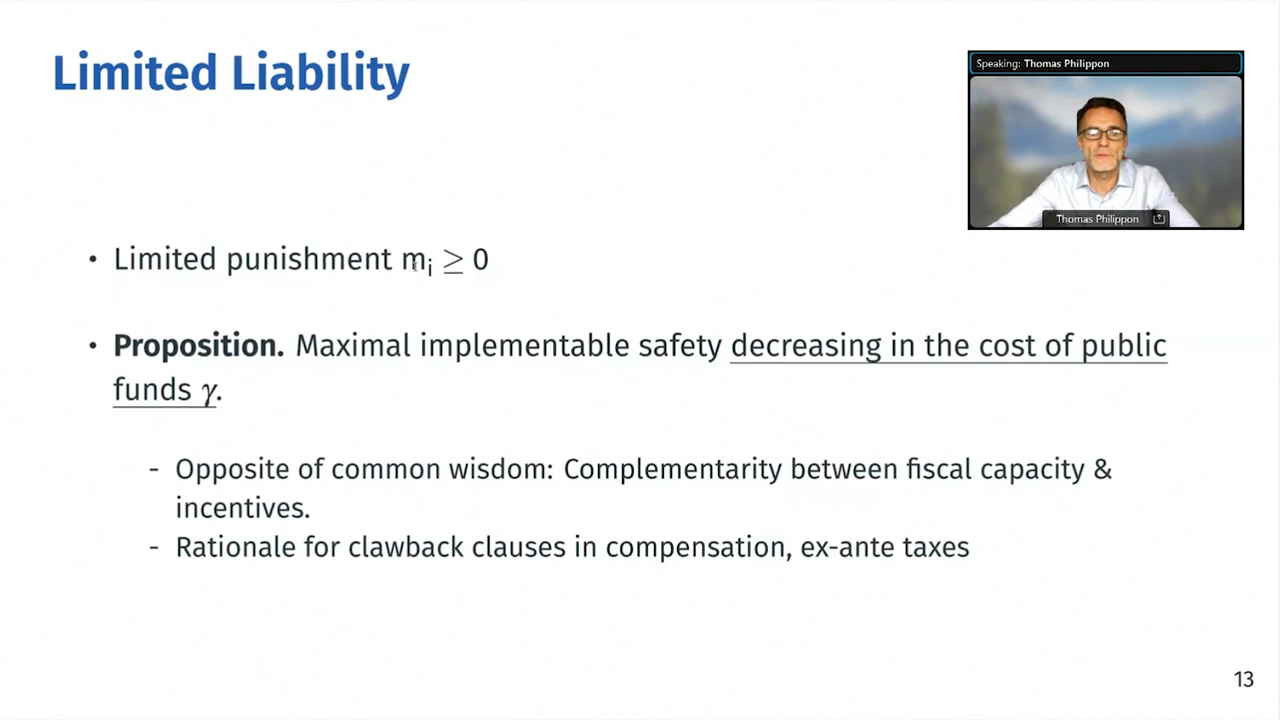 Limited Liability
Speaking: Thomas Philippon
Thomas Philippon
• Limited punishment mᵢ ≥ 0
• Proposition. Maximal implementable safety decreasing in the cost of public
funds γ.
- Opposite of common wisdom: Complementarity between fiscal capacity &
incentives.
- Rationale for clawback clauses in compensation, ex-ante taxes
13